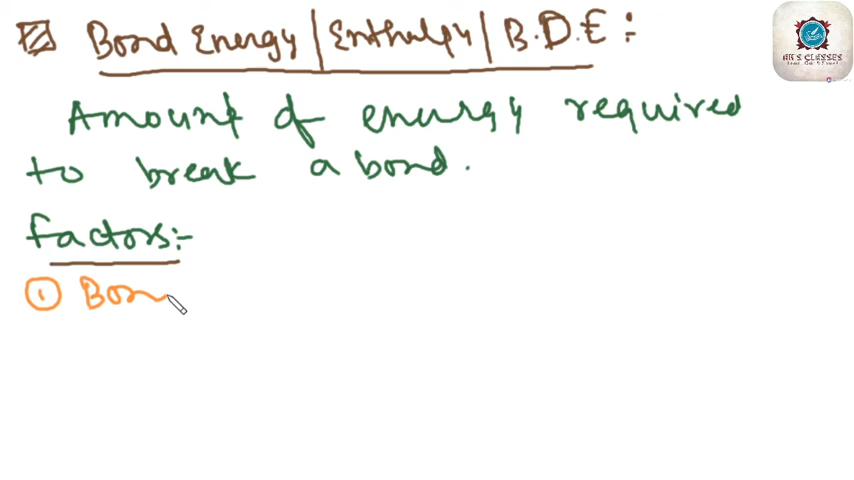 Bond Energy | Enthalpy | B.D.E :
Amount of energy required
to break a bond.
Factors:-
① Bon